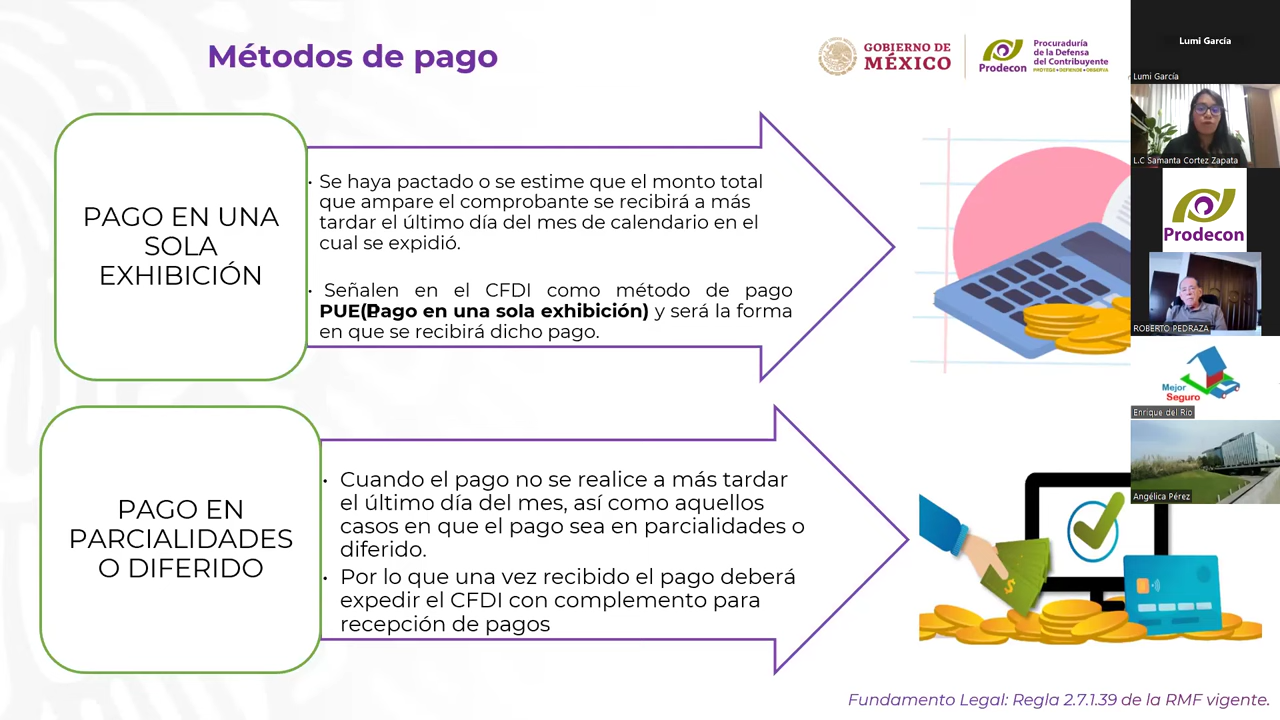 Métodos de pago
GOBIERNO DE
MÉXICO
Prodecon
Procuraduría
de la Defensa
del Contribuyente
PROTEGE • DEFIENDE • OBSERVA
PAGO EN UNA
SOLA
EXHIBICIÓN
• Se haya pactado o se estime que el monto total
que ampare el comprobante se recibirá a más
tardar el último día del mes de calendario en el
cual se expidió.
• Señalen en el CFDI como método de pago
PUE(Pago en una sola exhibición) y será la forma
en que se recibirá dicho pago.
PAGO EN
PARCIALIDADES
O DIFERIDO
• Cuando el pago no se realice a más tardar
el último día del mes, así como aquellos
casos en que el pago sea en parcialidades o
diferido.
• Por lo que una vez recibido el pago deberá
expedir el CFDI con complemento para
recepción de pagos
Fundamento Legal: Regla 2.7.1.39 de la RMF vigente.
Lumi García
Lumi García
L.C Samanta Cortez Zapata
Prodecon
ROBERTO PEDRAZA
Mejor
Seguro
Enrique del Río
Angélica Pérez